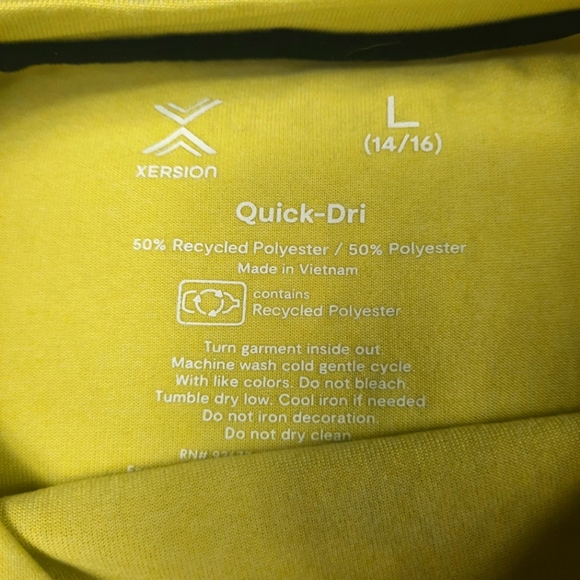 XERSION
L
(14/16)
Quick-Dri
50% Recycled Polyester / 50% Polyester
Made in Vietnam
contains
Recycled Polyester
Turn garment inside out.
Machine wash cold gentle cycle.
With like colors. Do not bleach.
Tumble dry low. Cool iron if needed
Do not iron decoration.
Do not dry clean.
RN#